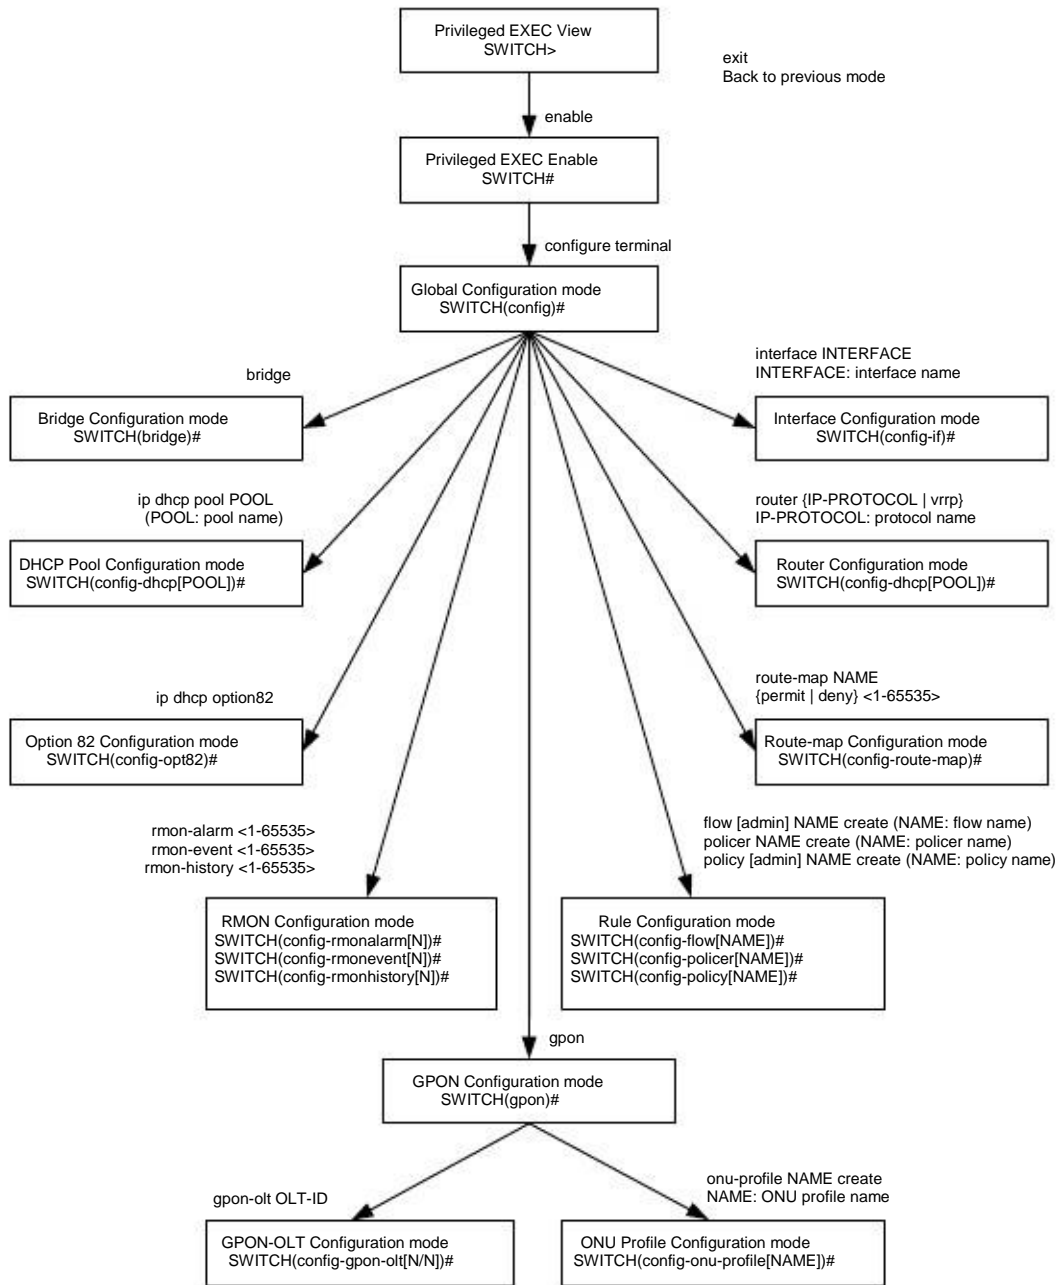 Privileged EXEC View
SWITCH>
exit
Back to previous mode
enable
Privileged EXEC Enable
SWITCH#
configure terminal
Global Configuration mode
SWITCH(config)#
bridge
interface INTERFACE
INTERFACE: interface name
Bridge Configuration mode
SWITCH(bridge)#
Interface Configuration mode
SWITCH(config-if)#
ip dhcp pool POOL
(POOL: pool name)
router {IP-PROTOCOL | vrrp}
IP-PROTOCOL: protocol name
DHCP Pool Configuration mode
SWITCH(config-dhcp[POOL])#
Router Configuration mode
SWITCH(config-dhcp[POOL])#
ip dhcp option82
route-map NAME
{permit | deny} <1-65535>
Option 82 Configuration mode
SWITCH(config-opt82)#
Route-map Configuration mode
SWITCH(config-route-map)#
rmon-alarm <1-65535>
rmon-event <1-65535>
rmon-history <1-65535>
flow [admin] NAME create (NAME: flow name)
policer NAME create (NAME: policer name)
policy [admin] NAME create (NAME: policy name)
RMON Configuration mode
SWITCH(config-rmonalarm[N])#
SWITCH(config-rmonevent[N])#
SWITCH(config-rmonhistory[N])#
Rule Configuration mode
SWITCH(config-flow[NAME])#
SWITCH(config-policer[NAME])#
SWITCH(config-policy[NAME])#
gpon
GPON Configuration mode
SWITCH(gpon)#
gpon-olt OLT-ID
onu-profile NAME create
NAME: ONU profile name
GPON-OLT Configuration mode
SWITCH(config-gpon-olt[N/N])#
ONU Profile Configuration mode
SWITCH(config-onu-profile[NAME])#